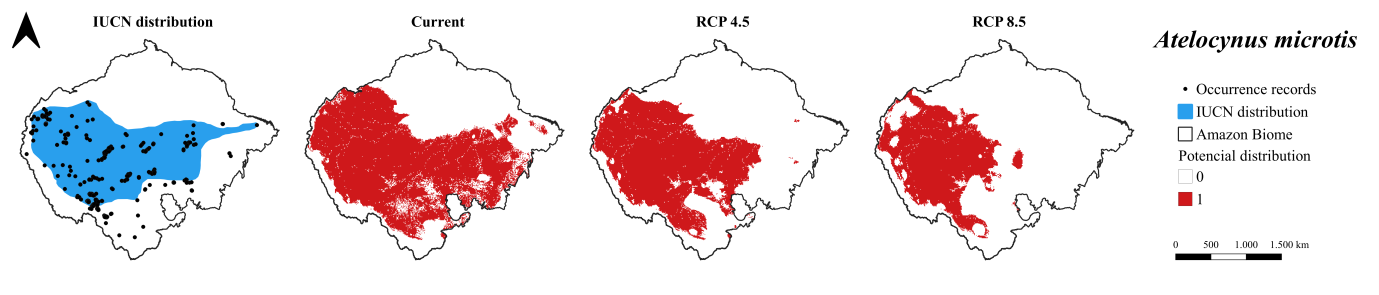 IUCN distribution
Current
RCP 4.5
RCP 8.5
Atelocynus microtis
Occurrence records
IUCN distribution
Amazon Biome
Potencial distribution
0
1
0 500 1.000 1.500 km